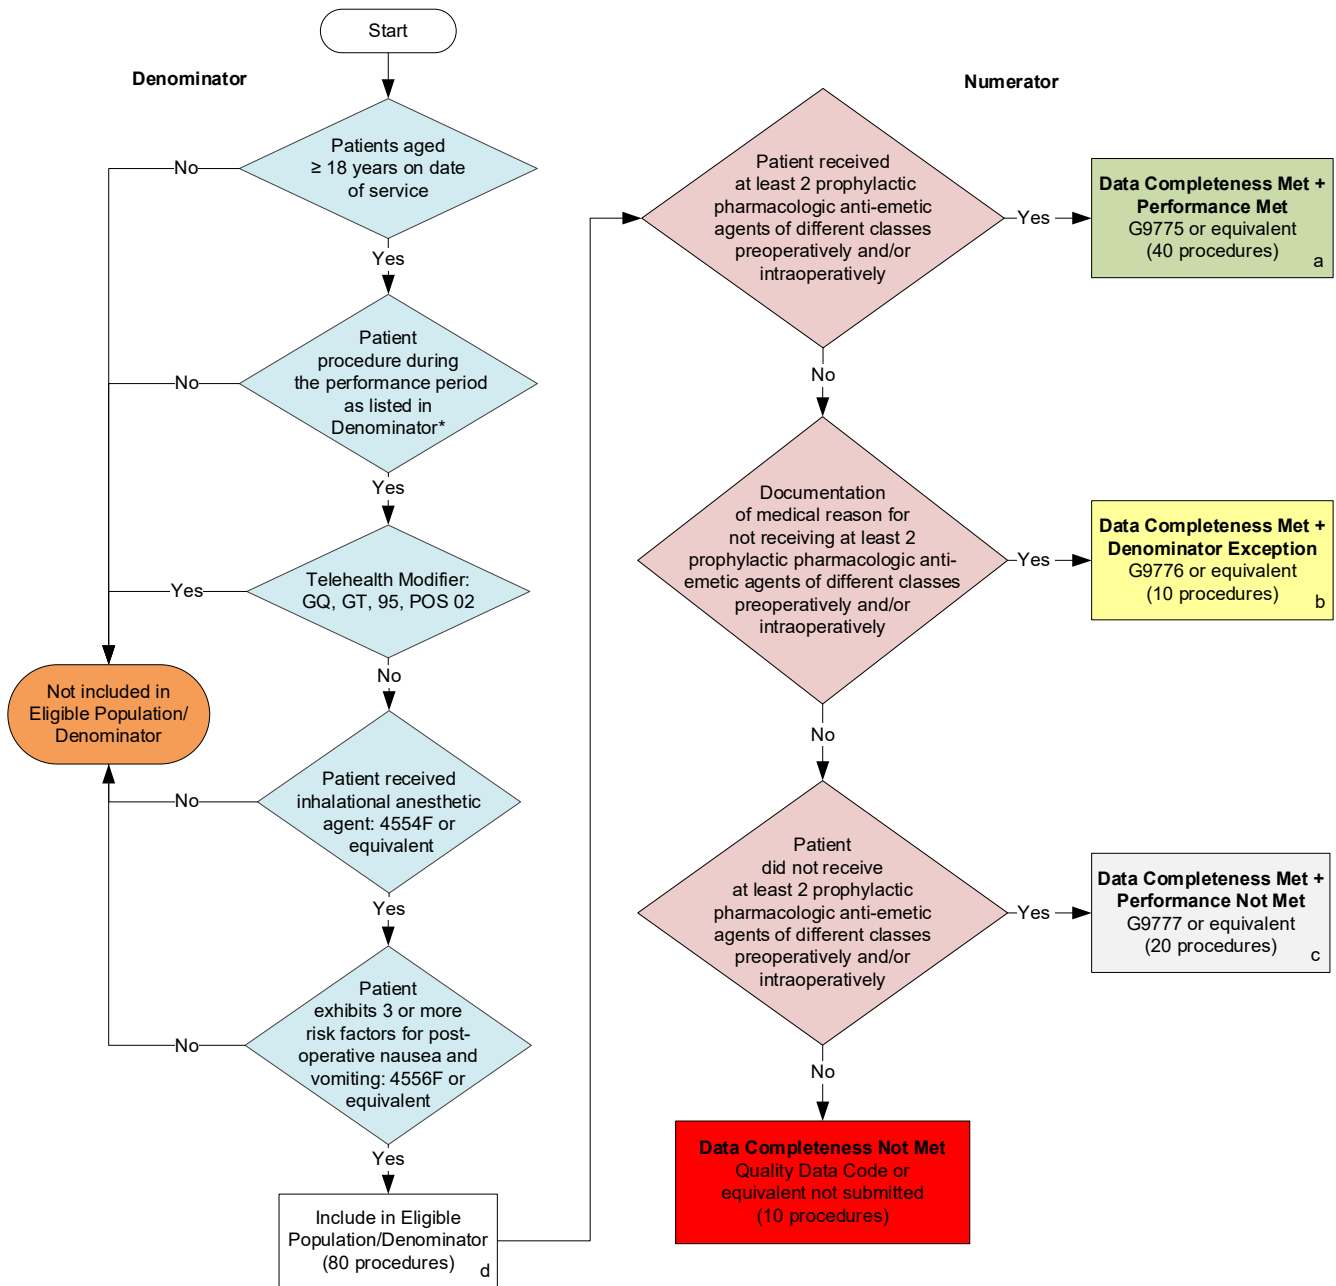 Start
Denominator
Patients aged
≥ 18 years on date
of service
No
Yes
Patient
procedure during
the performance period
as listed in
Denominator*
No
Yes
Telehealth Modifier:
GQ, GT, 95, POS 02
Yes
No
Not included in
Eligible Population/
Denominator
Patient received
inhalational anesthetic
agent: 4554F or
equivalent
No
Yes
Patient
exhibits 3 or more
risk factors for post-
operative nausea and
vomiting: 4556F or
equivalent
No
Yes
Include in Eligible
Population/Denominator
(80 procedures)
d
Numerator
Patient received
at least 2 prophylactic
pharmacologic anti-emetic
agents of different classes
preoperatively and/or
intraoperatively
Yes
Data Completeness Met +
Performance Met
G9775 or equivalent
(40 procedures)
a
No
Documentation
of medical reason for
not receiving at least 2
prophylactic pharmacologic anti-
emetic agents of different classes
preoperatively and/or
intraoperatively
Yes
Data Completeness Met +
Denominator Exception
G9776 or equivalent
(10 procedures)
b
No
Patient
did not receive
at least 2 prophylactic
pharmacologic anti-emetic
agents of different classes
preoperatively and/or
intraoperatively
Yes
Data Completeness Met +
Performance Not Met
G9777 or equivalent
(20 procedures)
c
No
Data Completeness Not Met
Quality Data Code or
equivalent not submitted
(10 procedures)